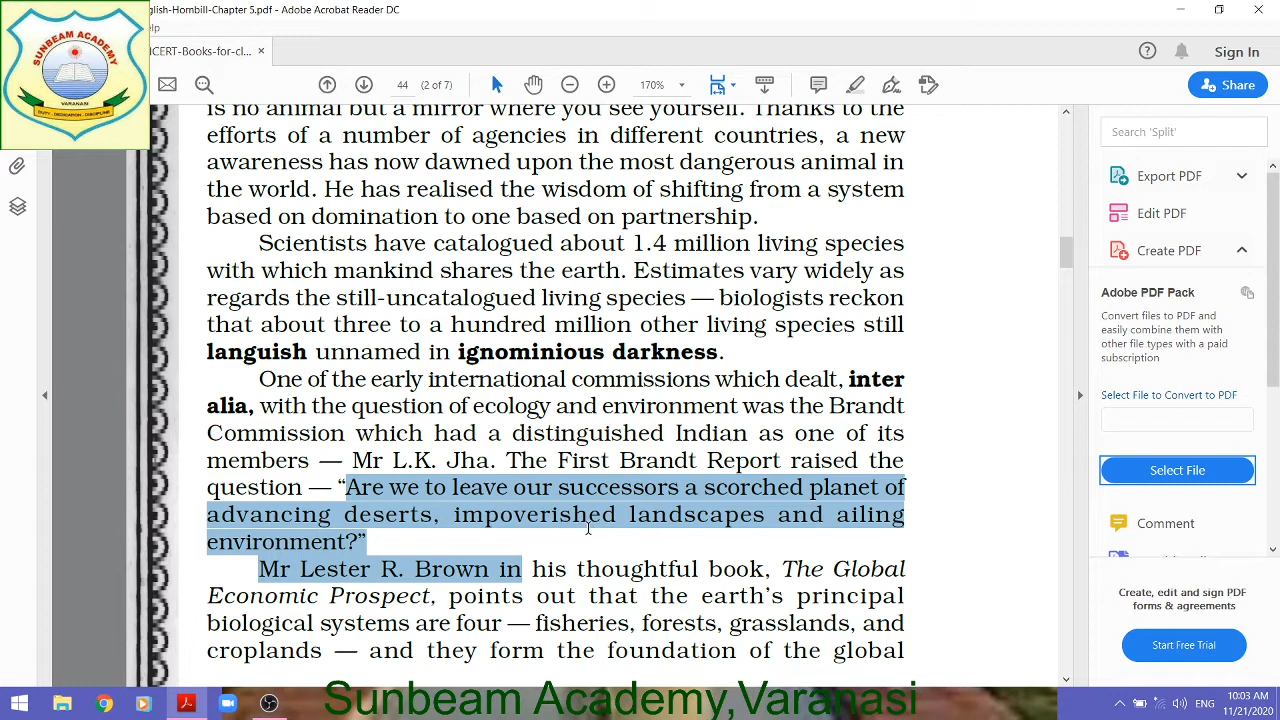 nglish-Hornbill-Chapter 5.pdf - Adobe Acrobat Reader DC
elp
ICERT-Books-for-cl...
Sign In
44 (2 of 7)
170%
Share
SUNBEAM ACADEMY
VARANASI
DUTY - DEDICATION - DISCIPLINE
is no animal but a mirror where you see yourself. Thanks to the
efforts of a number of agencies in different countries, a new
awareness has now dawned upon the most dangerous animal in
the world. He has realised the wisdom of shifting from a system
based on domination to one based on partnership.
Scientists have catalogued about 1.4 million living species
with which mankind shares the earth. Estimates vary widely as
regards the still-uncatalogued living species — biologists reckon
that about three to a hundred million other living species still
languish unnamed in ignominious darkness.
One of the early international commissions which dealt, inter
alia, with the question of ecology and environment was the Brandt
Commission which had a distinguished Indian as one of its
members — Mr L.K. Jha. The First Brandt Report raised the
question — “Are we to leave our successors a scorched planet of
advancing deserts, impoverished landscapes and ailing
environment?”
Mr Lester R. Brown in his thoughtful book, The Global
Economic Prospect, points out that the earth’s principal
biological systems are four — fisheries, forests, grasslands, and
croplands — and they form the foundation of the global
Search 'Split'
Export PDF
Edit PDF
Create PDF
Adobe PDF Pack
Convert files to PDF and
easily combine them with
other file types with a paid
subscription
Select File to Convert to PDF
Select File
Comment
Create, edit and sign PDF
forms & agreements
Start Free Trial
Sunbeam Academy,Varanasi
ENG
10:03 AM
11/21/2020